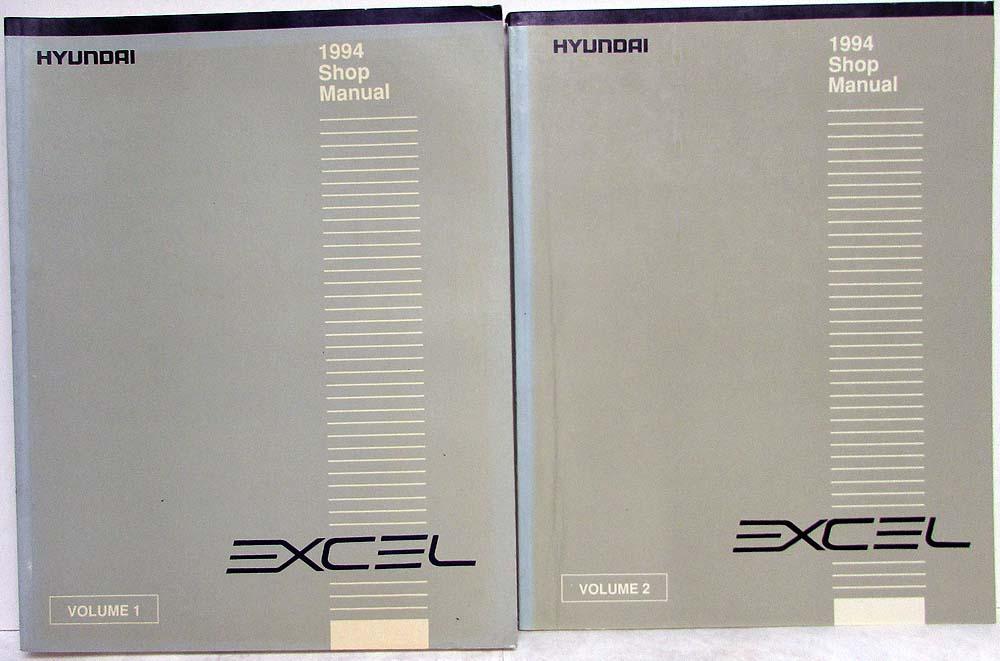 HYUNDAI
1994
Shop
Manual
EXCEL
VOLUME 1
HYUNDAI
1994
Shop
Manual
EXCEL
VOLUME 2